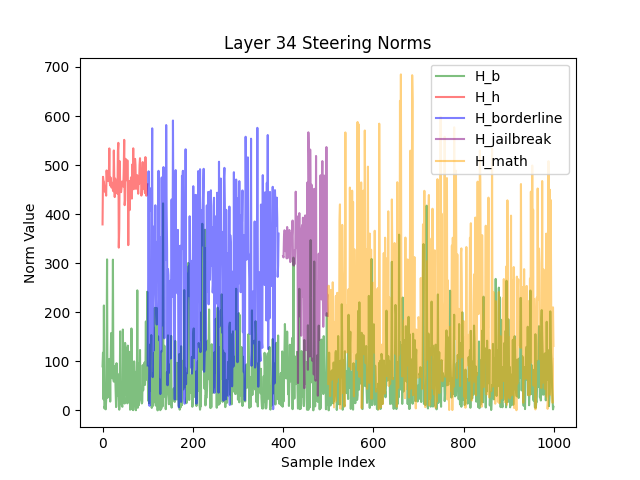 Layer 34 Steering Norms
Norm Value
700
600
500
400
300
200
100
0
H_b
H_h
H_borderline
H_jailbreak
H_math
0 200 400 600 800 1000
Sample Index